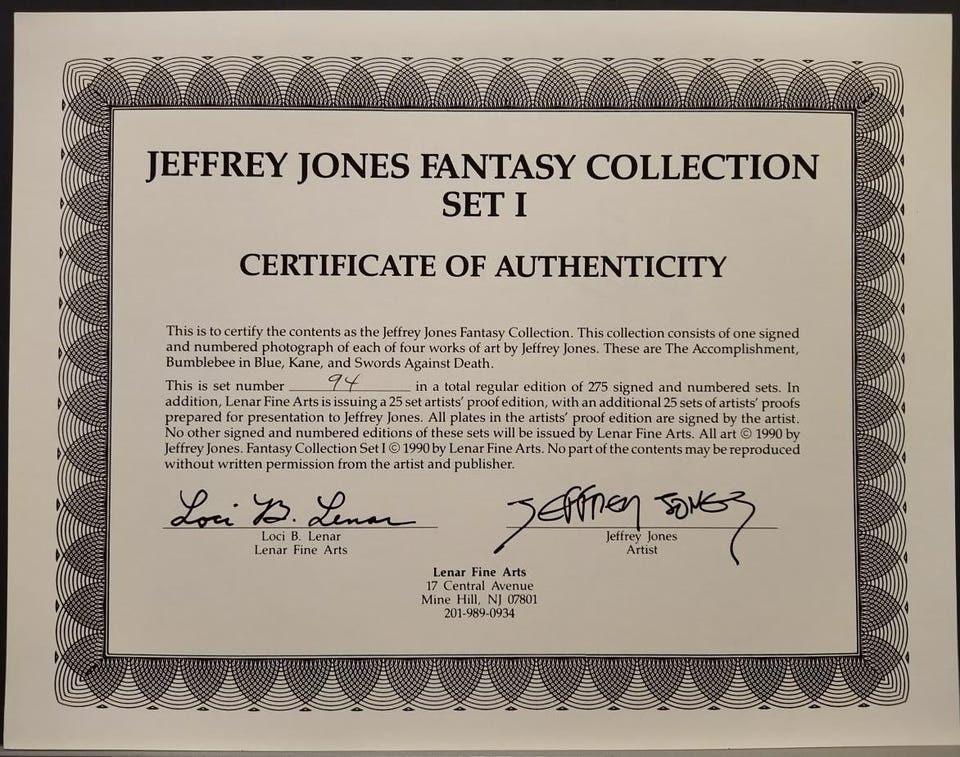 JEFFREY JONES FANTASY COLLECTION
SET I
CERTIFICATE OF AUTHENTICITY
This is to certify the contents as the Jeffrey Jones Fantasy Collection. This collection consists of one signed
and numbered photograph of each of four works of art by Jeffrey Jones. These are The Accomplishment,
Bumblebee in Blue, Kane, and Swords Against Death.
This is set number 94 in a total regular edition of 275 signed and numbered sets. In
addition, Lenar Fine Arts is issuing a 25 set artists' proof edition, with an additional 25 sets of artists' proofs
prepared for presentation to Jeffrey Jones. All plates in the artists' proof edition are signed by the artist.
No other signed and numbered editions of these sets will be issued by Lenar Fine Arts. All art © 1990 by
Jeffrey Jones. Fantasy Collection Set I © 1990 by Lenar Fine Arts. No part of the contents may be reproduced
without written permission from the artist and publisher.
Loci B. Lenar JEFFREY JONES
Loci B. Lenar Jeffrey Jones
Lenar Fine Arts Artist
Lenar Fine Arts
17 Central Avenue
Mine Hill, NJ 07801
201-989-0934